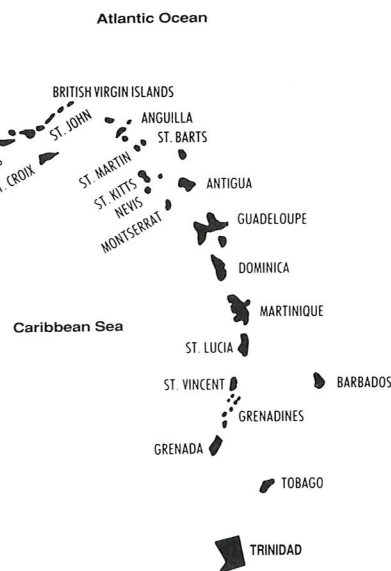 Atlantic Ocean
BRITISH VIRGIN ISLANDS
ST. JOHN
ANGUILLA
ST. BARTS
CROIX
ST. MARTIN
ST. KITTS
NEVIS
ANTIGUA
MONTSERRAT
GUADELOUPE
DOMINICA
MARTINIQUE
Caribbean Sea
ST. LUCIA
ST. VINCENT
BARBADOS
GRENADINES
GRENADA
TOBAGO
TRINIDAD